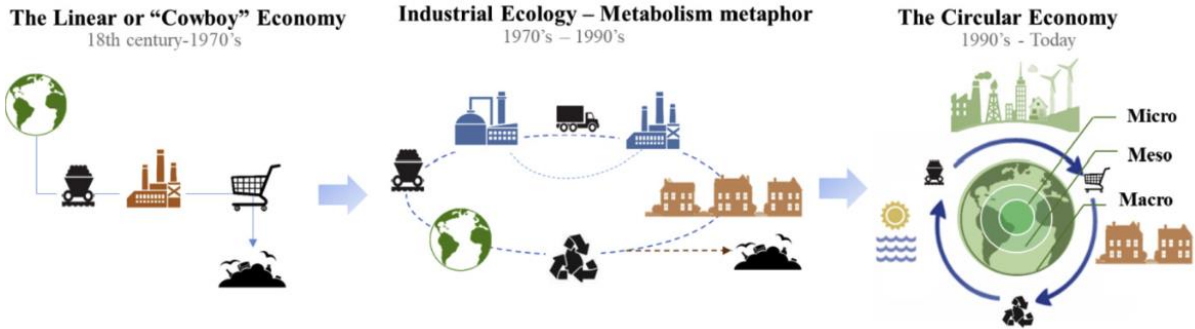 The Linear or “Cowboy” Economy
18th century-1970’s
Industrial Ecology – Metabolism metaphor
1970’s – 1990’s
The Circular Economy
1990’s - Today
Micro
Meso
Macro